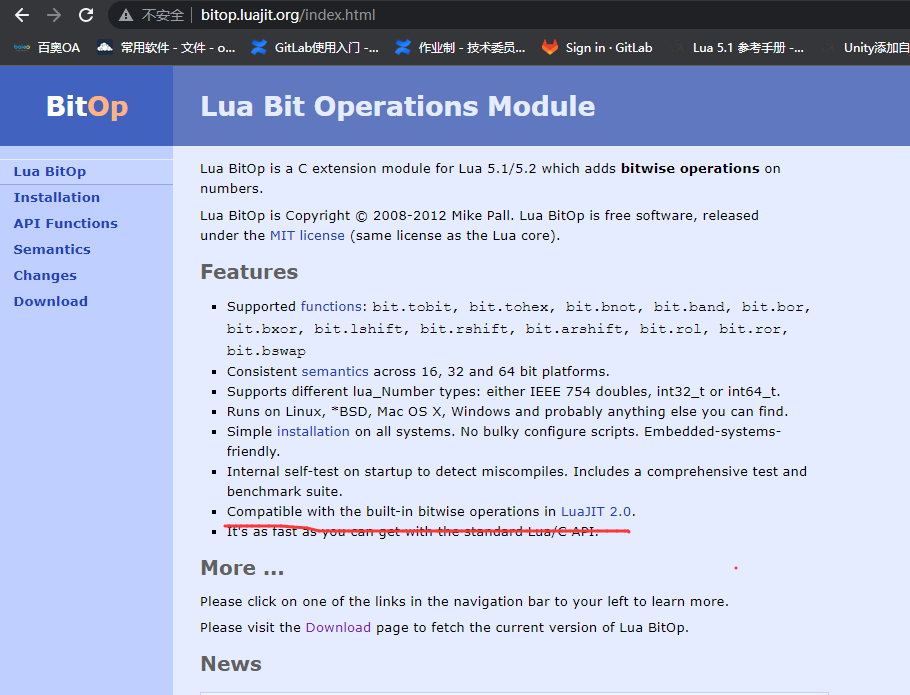 不安全 | bitop.luajit.org/index.html
百奥OA 常用软件 - 文件 - o... GitLab使用入门 -... 作业制 - 技术委员... Sign in · GitLab Lua 5.1 参考手册 -... Unity添加自
BitOp
Lua Bit Operations Module
Lua BitOp
Installation
API Functions
Semantics
Changes
Download
Lua BitOp is a C extension module for Lua 5.1/5.2 which adds bitwise operations on
numbers.
Lua BitOp is Copyright © 2008-2012 Mike Pall. Lua BitOp is free software, released
under the MIT license (same license as the Lua core).
Features
▪ Supported functions: bit.tobit, bit.tohex, bit.bnot, bit.band, bit.bor,
bit.bxor, bit.lshift, bit.rshift, bit.arshift, bit.rol, bit.ror,
bit.bswap
▪ Consistent semantics across 16, 32 and 64 bit platforms.
▪ Supports different lua_Number types: either IEEE 754 doubles, int32_t or int64_t.
▪ Runs on Linux, *BSD, Mac OS X, Windows and probably anything else you can find.
▪ Simple installation on all systems. No bulky configure scripts. Embedded-systems-
friendly.
▪ Internal self-test on startup to detect miscompiles. Includes a comprehensive test and
benchmark suite.
▪ Compatible with the built-in bitwise operations in LuaJIT 2.0.
▪ It's as fast as you can get with the standard Lua/C API.
More ...
Please click on one of the links in the navigation bar to your left to learn more.
Please visit the Download page to fetch the current version of Lua BitOp.
News